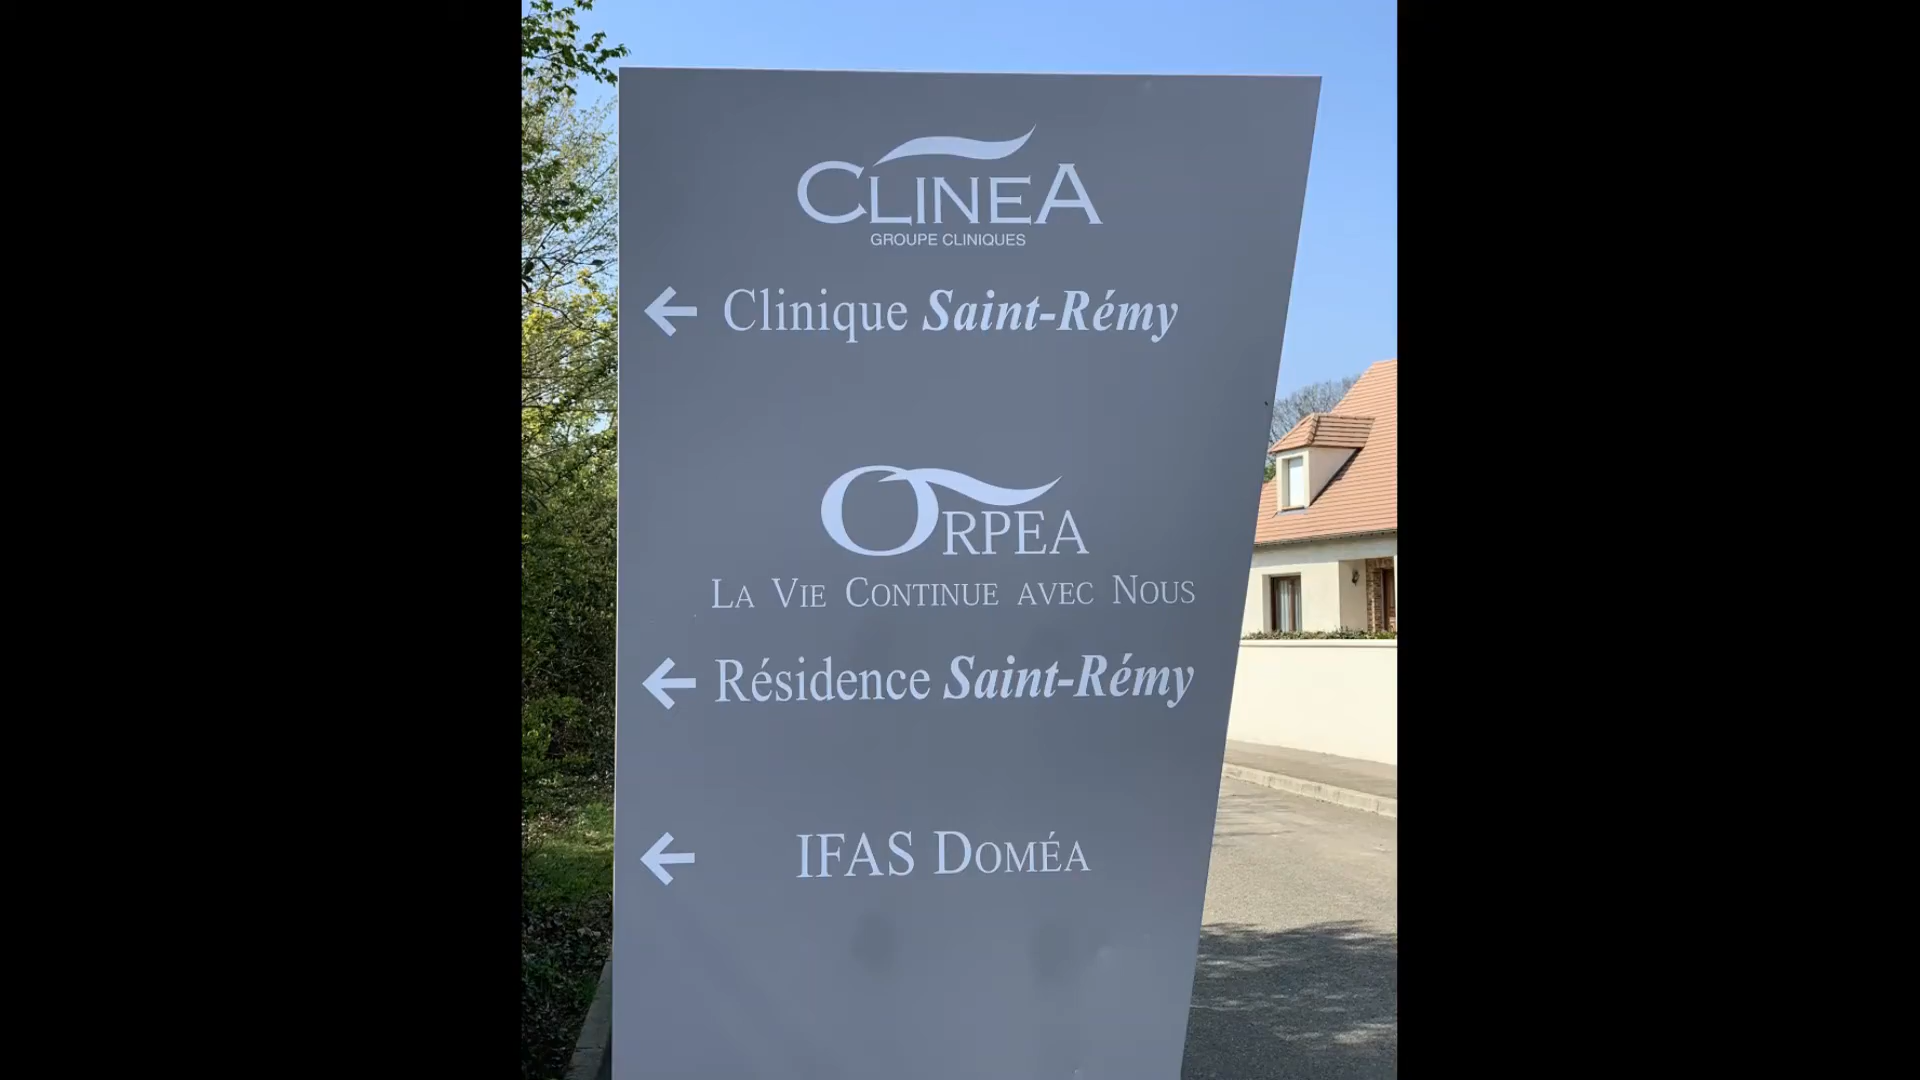 CLINEA
GROUPE CLINIQUES
Clinique Saint-Rémy
ORPEA
LA VIE CONTINUE AVEC NOUS
Résidence Saint-Rémy
IFAS DOMÉA